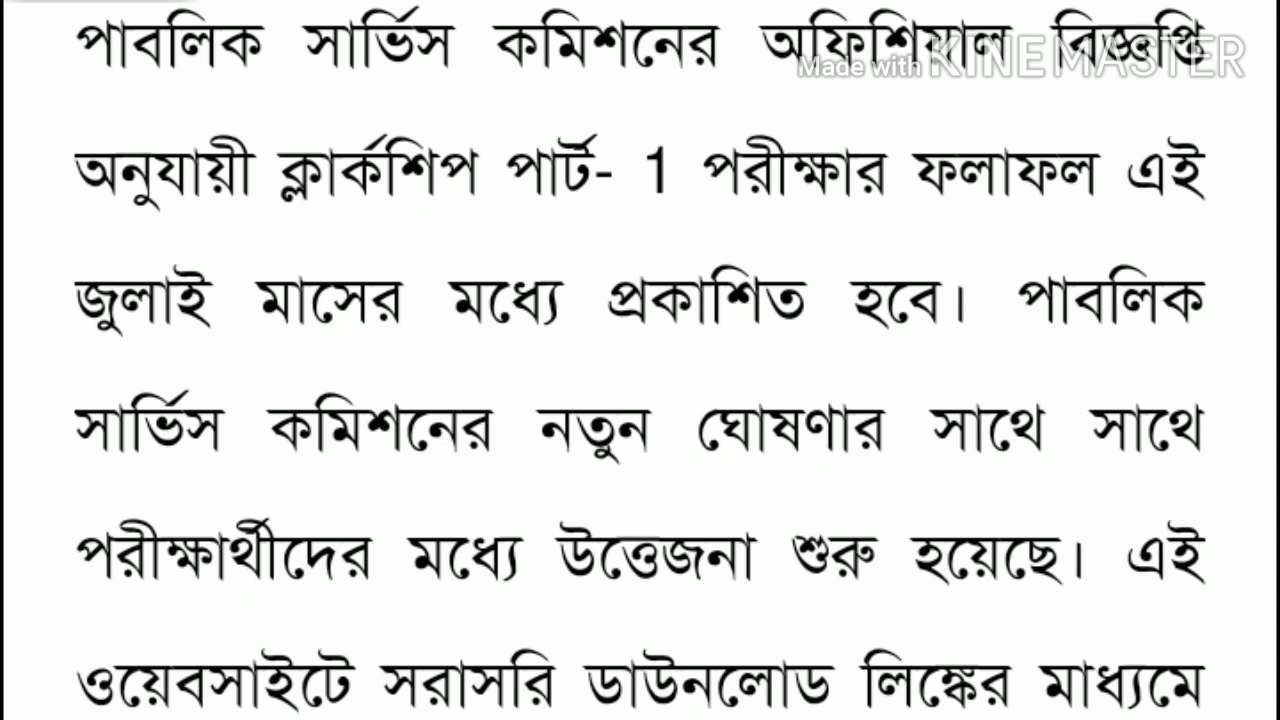 পাবলিক সার্ভিস কমিশনের অফিশিয়াল বিজ্ঞপ্তি
Made with KINEMASTER
অনুযায়ী ক্লার্কশিপ পার্ট- 1 পরীক্ষার ফলাফল এই
জুলাই মাসের মধ্যে প্রকাশিত হবে। পাবলিক
সার্ভিস কমিশনের নতুন ঘোষণার সাথে সাথে
পরীক্ষার্থীদের মধ্যে উত্তেজনা শুরু হয়েছে। এই
ওয়েবসাইটে সরাসরি ডাউনলোড লিঙ্কের মাধ্যমে